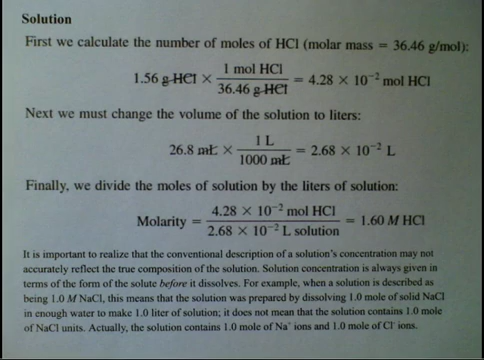 Solution
First we calculate the number of moles of HCl (molar mass = 36.46 g/mol):
1.56 g HCl × 1 mol HCl / 36.46 g HCl = 4.28 × 10⁻² mol HCl
Next we must change the volume of the solution to liters:
26.8 mL × 1 L / 1000 mL = 2.68 × 10⁻² L
Finally, we divide the moles of solution by the liters of solution:
Molarity = 4.28 × 10⁻² mol HCl / 2.68 × 10⁻² L solution = 1.60 M HCl
It is important to realize that the conventional description of a solution's concentration may not
accurately reflect the true composition of the solution. Solution concentration is always given in
terms of the form of the solute before it dissolves. For example, when a solution is described as
being 1.0 M NaCl, this means that the solution was prepared by dissolving 1.0 mole of solid NaCl
in enough water to make 1.0 liter of solution; it does not mean that the solution contains 1.0 mole
of NaCl units. Actually, the solution contains 1.0 mole of Na⁺ ions and 1.0 mole of Cl⁻ ions.